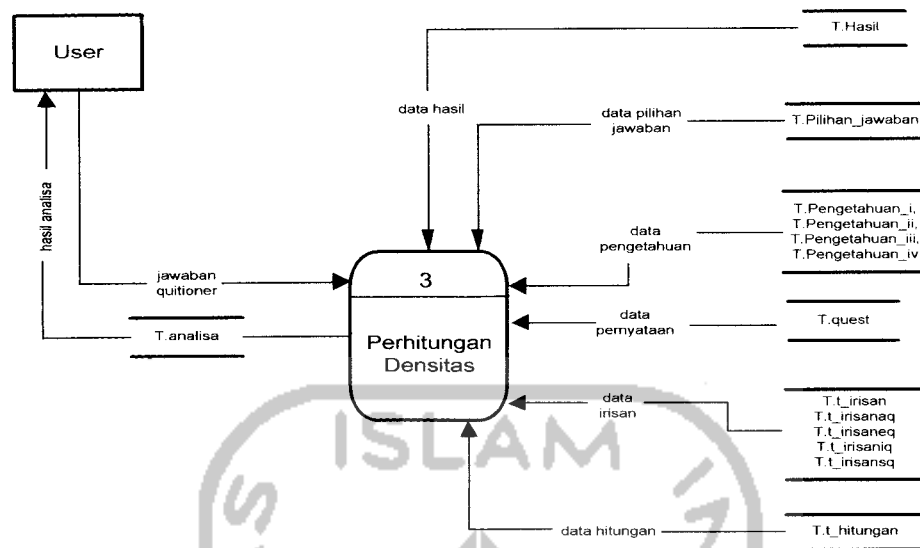 T.Hasil
User
data hasil
data pilihan
jawaban
T.Pilihan_jawaban
hasil analisa
T.Pengetahuan_i,
T.Pengetahuan_ii,
T.Pengetahuan_iii,
T.Pengetahuan_iv
data
pengetahuan
3
jawaban
quitioner
data
pernyataan
T.quest
T.analisa
Perhitungan
Densitas
data
irisan
T.t_irisan
T.t_irisanaq
T.t_irisaneq
T.t_irisaniq
T.t_irisansq
ISLAM
data hitungan
T.t_hitungan